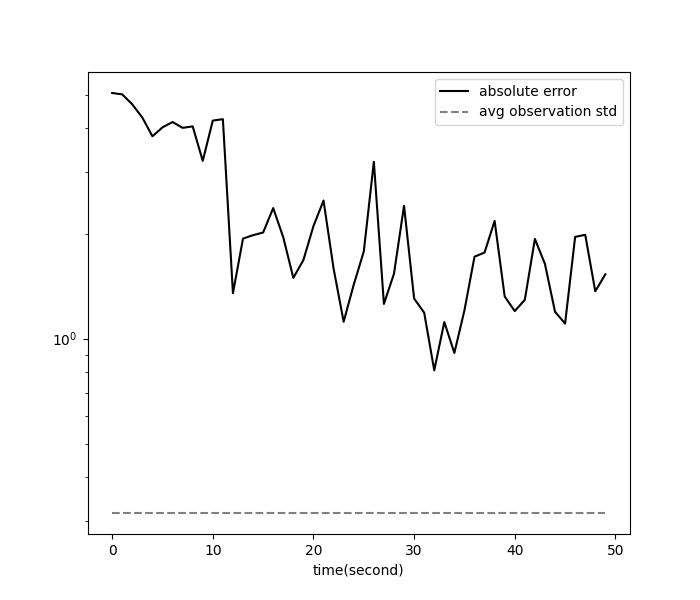 absolute error
avg observation std
10⁰
0 10 20 30 40 50
time(second)